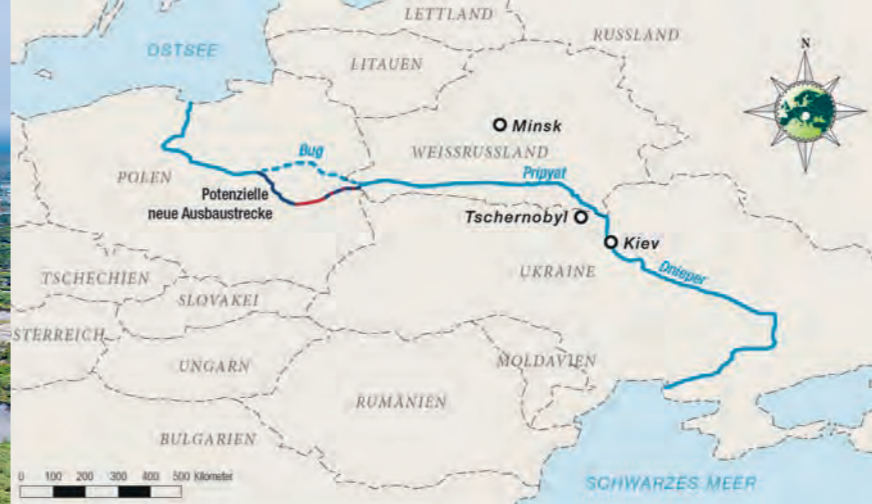 LETTLAND
RUSSLAND
OSTSEE
LITAUEN
N
Minsk
WEISSRUSSLAND
Bug
POLEN
Pripyat
Potenzielle
neue Ausbaustrecke
Tschernobyl
Kiev
UKRAINE
Dnieper
TSCHECHIEN
SLOVAKEI
STERREICH
UNGARN
MOLDAVIEN
RUMÄNIEN
BULGARIEN
0 100 200 300 400 500 Kilometer
SCHWARZES MEER